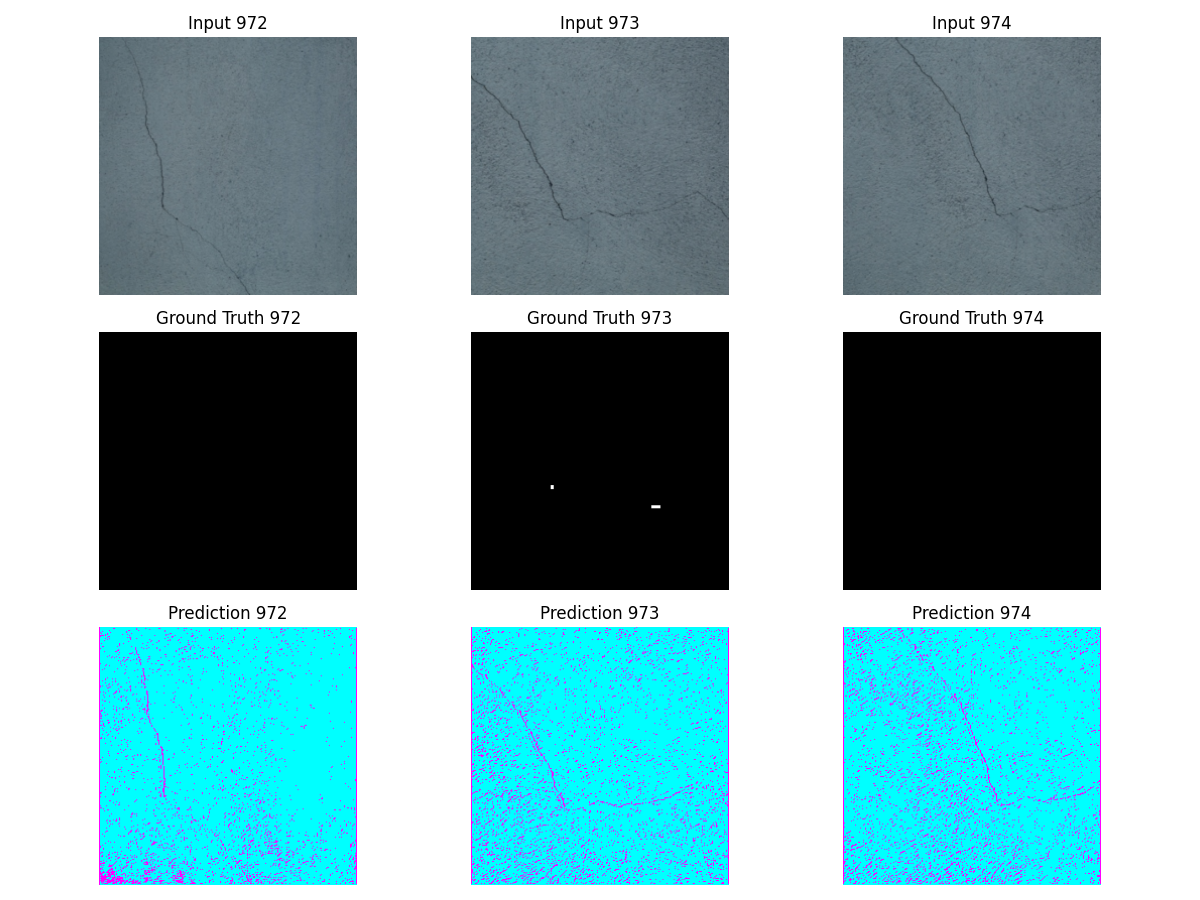 Input 972
Input 973
Input 974
Ground Truth 972
Ground Truth 973
Ground Truth 974
Prediction 972
Prediction 973
Prediction 974